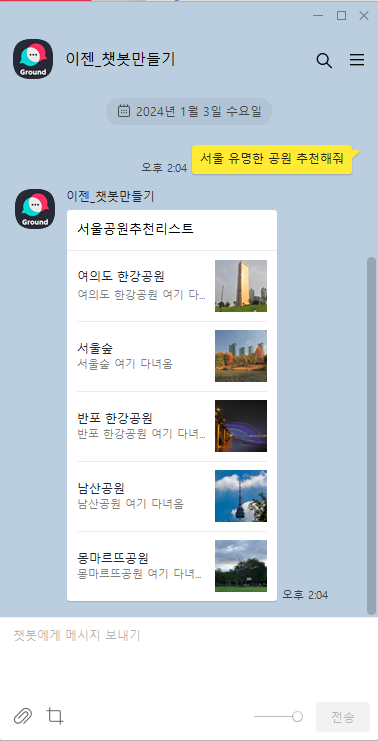 Ground
이젠_챗봇만들기
2024년 1월 3일 수요일
오후 2:04
서울 유명한 공원 추천해줘
Ground
이젠_챗봇만들기
서울공원추천리스트
여의도 한강공원
여의도 한강공원 여기 다...
서울숲
서울숲 여기 다녀옴
반포 한강공원
반포 한강공원 여기 다녀...
남산공원
남산공원 여기 다녀옴
몽마르뜨공원
몽마르뜨공원 여기 다녀...
오후 2:04
챗봇에게 메시지 보내기
전송